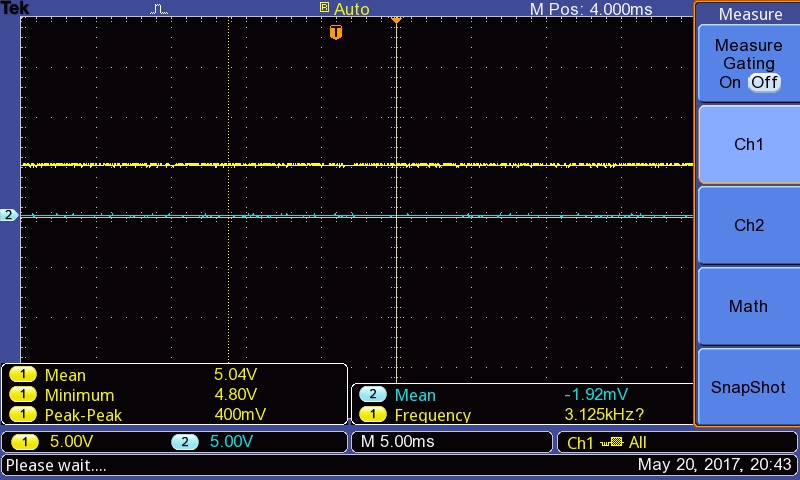 Tek
R Auto
M Pos: 4.000ms
T
Measure
Measure
Gating
On Off
Ch1
Ch2
Math
SnapShot
2
1 Mean 5.04V
1 Minimum 4.80V
1 Peak-Peak 400mV
2 Mean -1.92mV
1 Frequency 3.125kHz?
1 5.00V 2 5.00V
M 5.00ms
Ch1 All
Please wait....
May 20, 2017, 20:43